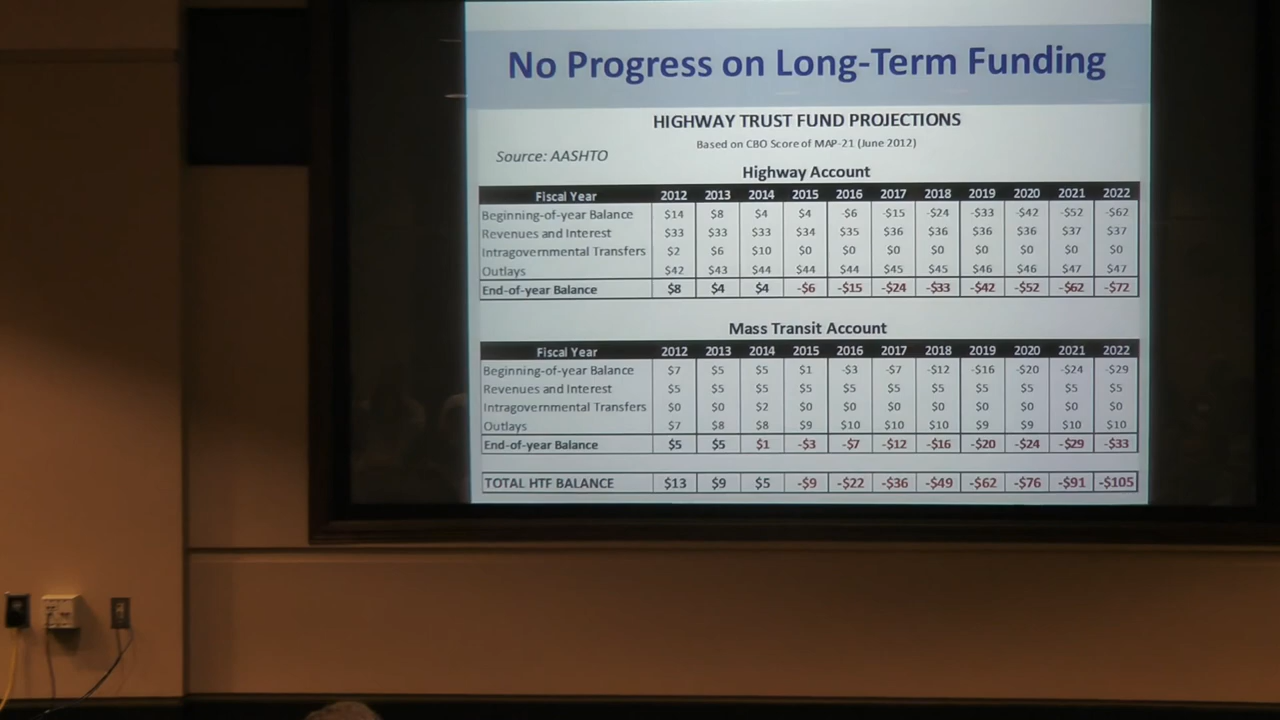 No Progress on Long-Term Funding
HIGHWAY TRUST FUND PROJECTIONS
Based on CBO Score of MAP-21 (June 2012)
Source: AASHTO
Highway Account
Fiscal Year 2012 2013 2014 2015 2016 2017 2018 2019 2020 2021 2022
Beginning-of-year Balance $14 $8 $4 $4 -$6 -$15 -$24 -$33 -$42 -$52 -$62
Revenues and Interest $33 $33 $33 $34 $35 $36 $36 $36 $36 $37 $37
Intragovernmental Transfers $2 $6 $10 $0 $0 $0 $0 $0 $0 $0 $0
Outlays $42 $43 $44 $44 $44 $45 $45 $46 $46 $47 $47
End-of-year Balance $8 $4 $4 -$6 -$15 -$24 -$33 -$42 -$52 -$62 -$72
Mass Transit Account
Fiscal Year 2012 2013 2014 2015 2016 2017 2018 2019 2020 2021 2022
Beginning-of-year Balance $7 $5 $5 $1 -$3 -$7 -$12 -$16 -$20 -$24 -$29
Revenues and Interest $5 $5 $5 $5 $5 $5 $5 $5 $5 $5 $5
Intragovernmental Transfers $0 $0 $2 $0 $0 $0 $0 $0 $0 $0 $0
Outlays $7 $8 $8 $9 $10 $10 $10 $9 $9 $10 $10
End-of-year Balance $5 $5 $1 -$3 -$7 -$12 -$16 -$20 -$24 -$29 -$33
TOTAL HTF BALANCE $13 $9 $5 -$9 -$22 -$36 -$49 -$62 -$76 -$91 -$105